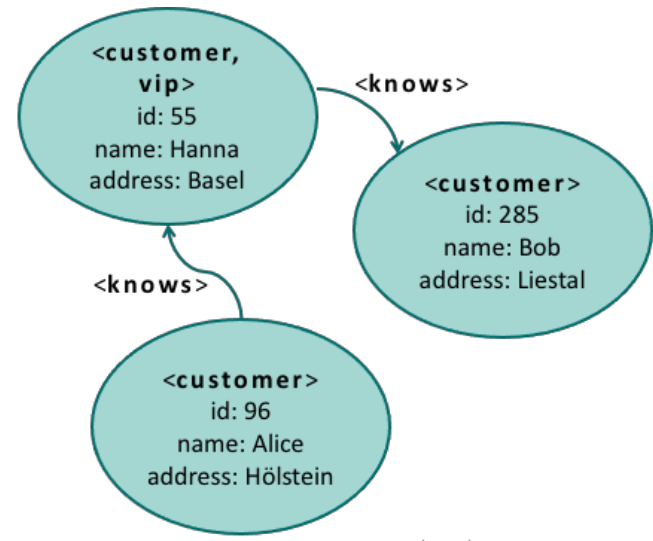 <customer,
vip>
id: 55
name: Hanna
address: Basel
<knows>
<customer>
id: 285
name: Bob
address: Liestal
<knows>
<customer>
id: 96
name: Alice
address: Hölstein